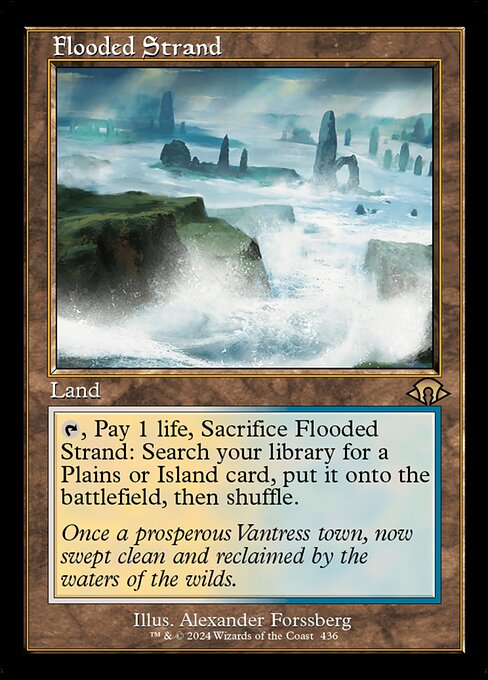 Flooded Strand
Land
, Pay 1 life, Sacrifice Flooded
Strand: Search your library for a
Plains or Island card, put it onto the
battlefield, then shuffle.
Once a prosperous Vantress town, now
swept clean and reclaimed by the
waters of the wilds.
Illus. Alexander Forssberg
™ & © 2024 Wizards of the Coast 436